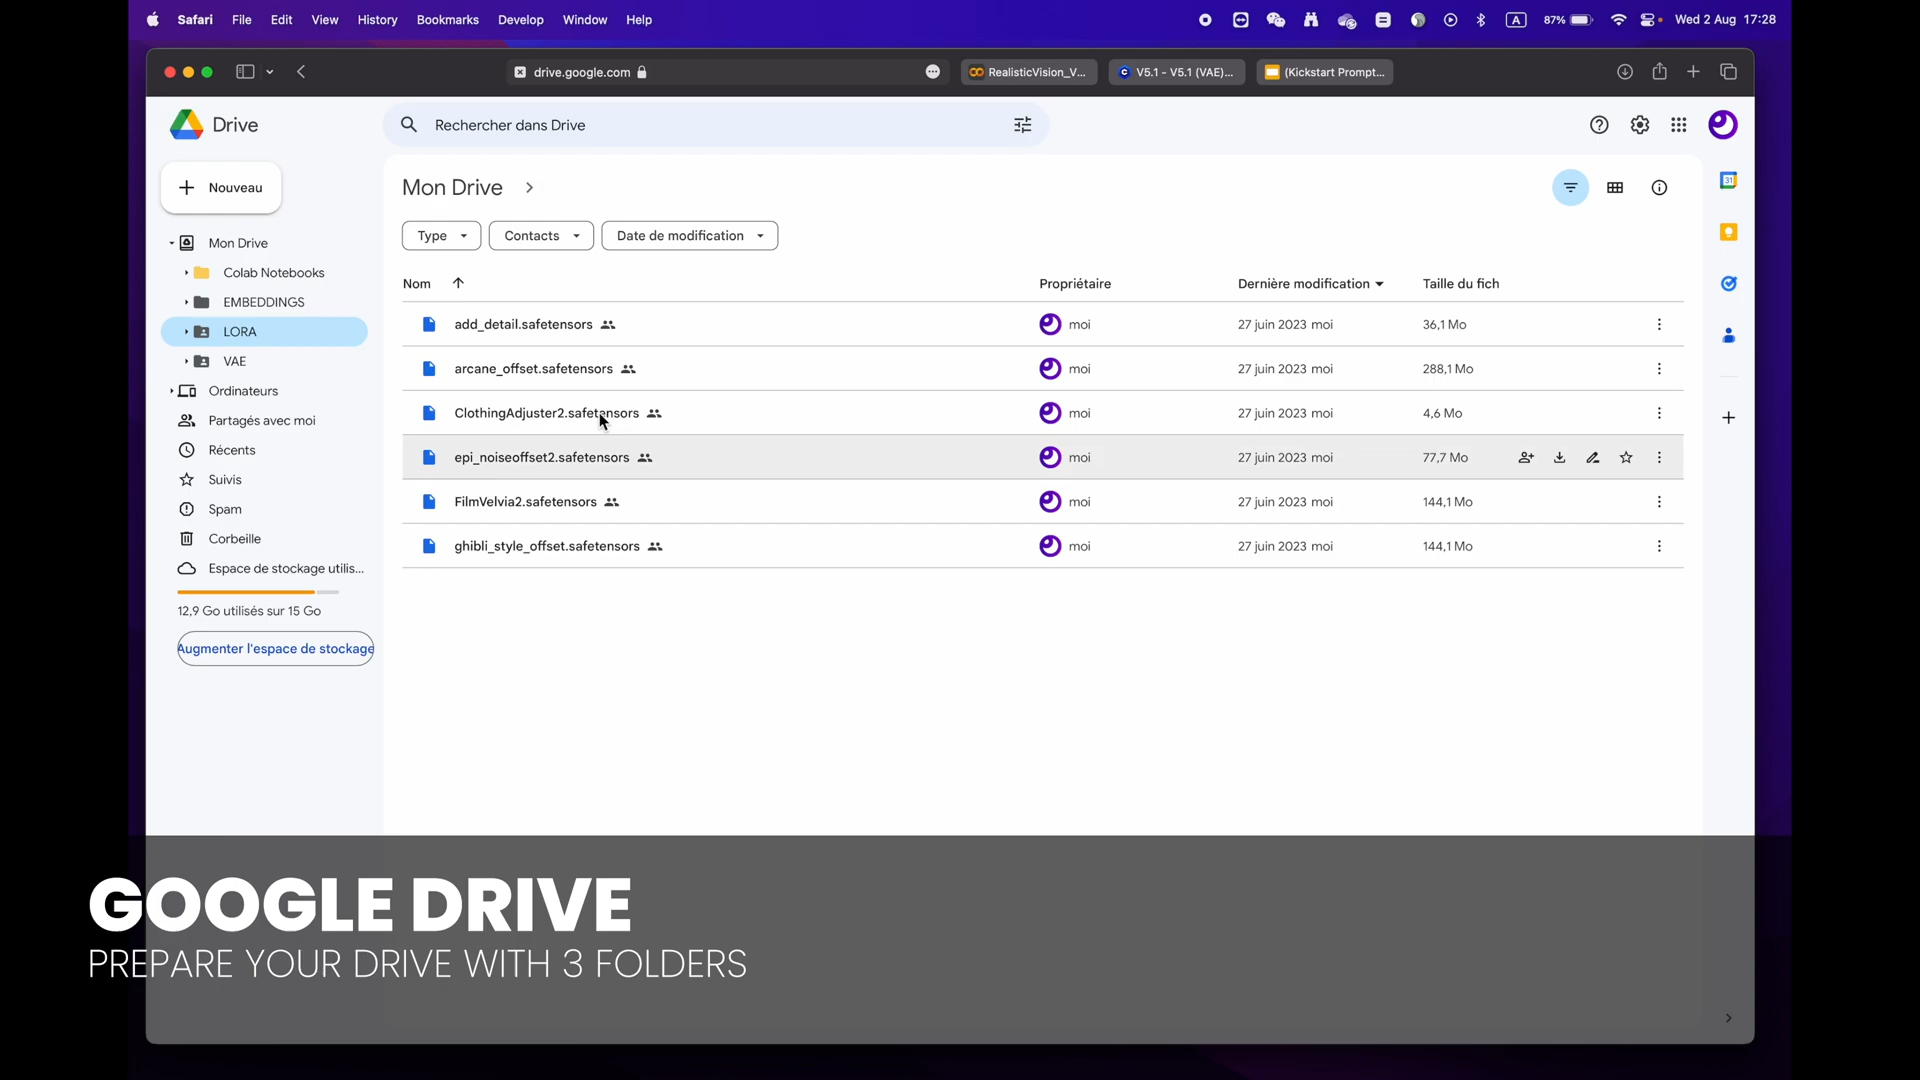 Safari File Edit View History Bookmarks Develop Window Help A 87% Wed 2 Aug 17:28
drive.google.com RealisticVision_V... V5.1 - V5.1 (VAE)... (Kickstart Prompt...
Drive
Rechercher dans Drive
Nouveau
Mon Drive
Colab Notebooks
EMBEDDINGS
LORA
VAE
Ordinateurs
Partagés avec moi
Récents
Suivis
Spam
Corbeille
Espace de stockage utilis...
12,9 Go utilisés sur 15 Go
Augmenter l'espace de stockage
Mon Drive
Type Contacts Date de modification
Nom Propriétaire Dernière modification Taille du fich
add_detail.safetensors moi 27 juin 2023 moi 36,1 Mo
arcane_offset.safetensors moi 27 juin 2023 moi 288,1 Mo
ClothingAdjuster2.safetensors moi 27 juin 2023 moi 4,6 Mo
epi_noiseoffset2.safetensors moi 27 juin 2023 moi 77,7 Mo
FilmVelvia2.safetensors moi 27 juin 2023 moi 144,1 Mo
ghibli_style_offset.safetensors moi 27 juin 2023 moi 144,1 Mo
31
GOOGLE DRIVE
PREPARE YOUR DRIVE WITH 3 FOLDERS